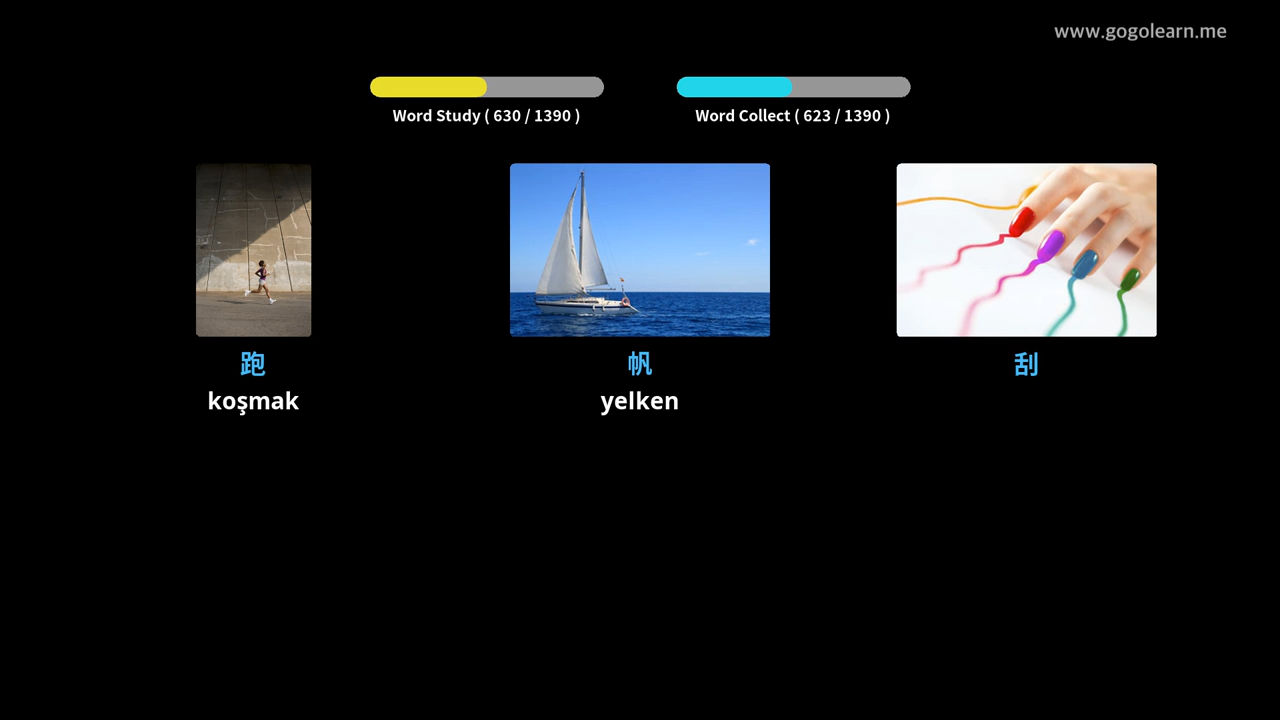 www.gogolearn.me
Word Study ( 630 / 1390 )
Word Collect ( 623 / 1390 )
跑
koşmak
帆
yelken
刮